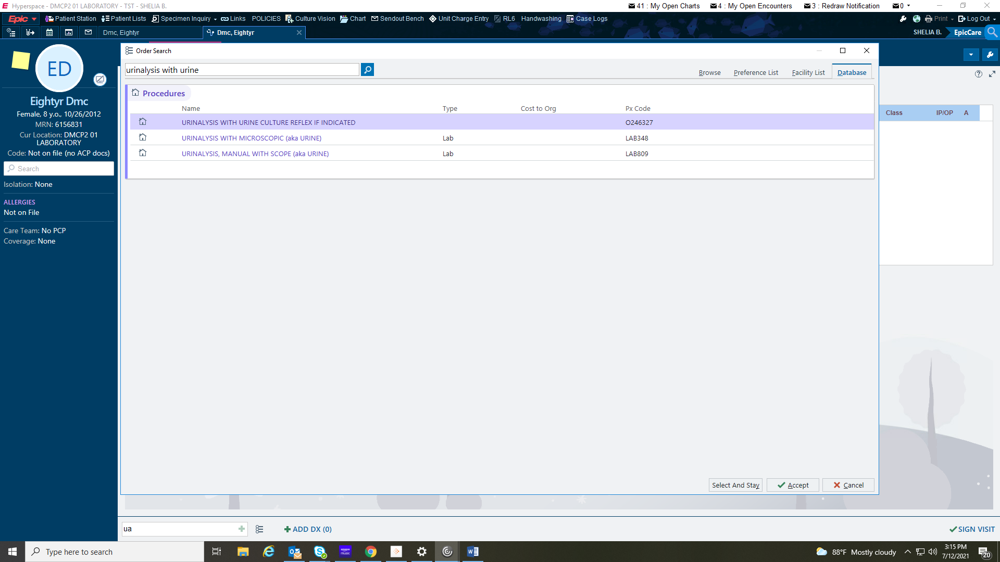 Hyperspace - DMCP2 01 LABORATORY - TST - SHELIA B.
41 : My Open Charts
4 : My Open Encounters
3 : Redraw Notification
0
Epic
Patient Station
Patient Lists
Specimen Inquiry
Links
POLICIES
Culture Vision
Chart
Sendout Bench
Unit Charge Entry
RL6
Handwashing
Case Logs
Print
Log Out
Dmc, Eightyr
Dmc, Eightyr
SHELIA B.
EpicCare
ED
Eightyr Dmc
Female, 8 y.o., 10/26/2012
MRN: 6156831
Cur Location: DMCP2 01
LABORATORY
Code: Not on file (no ACP docs)
Search
Isolation: None
ALLERGIES
Not on File
Care Team: No PCP
Coverage: None
Order Search
urinalysis with urine
Browse
Preference List
Facility List
Database
Procedures
Name Type Cost to Org Px Code
URINALYSIS WITH URINE CULTURE REFLEX IF INDICATED O246327
URINALYSIS WITH MICROSCOPIC (aka URINE) Lab LAB348
URINALYSIS, MANUAL WITH SCOPE (aka URINE) Lab LAB809
Class IP/OP A
Select And Stay
Accept
Cancel
ua
ADD DX (0)
SIGN VISIT
Type here to search
amazon music
88°F Mostly cloudy
3:15 PM
7/12/2021
20